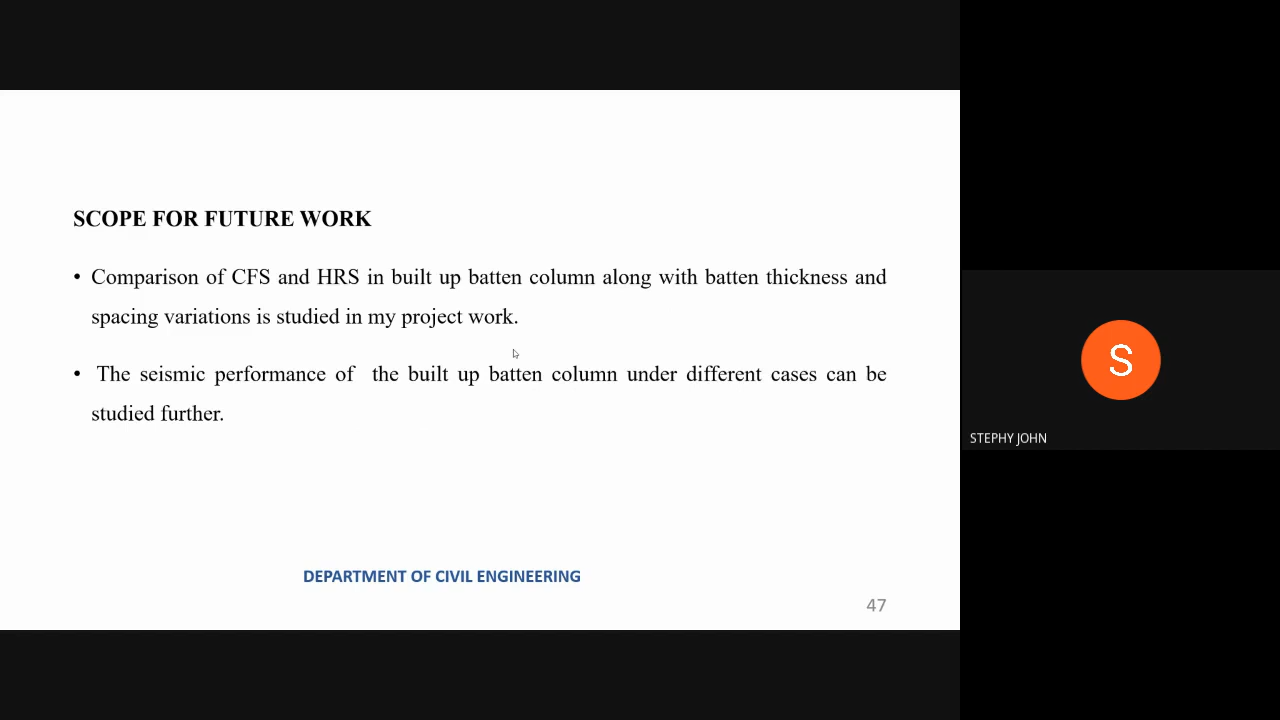 SCOPE FOR FUTURE WORK
• Comparison of CFS and HRS in built up batten column along with batten thickness and
spacing variations is studied in my project work.
• The seismic performance of the built up batten column under different cases can be
studied further.
DEPARTMENT OF CIVIL ENGINEERING
47
S
STEPHY JOHN